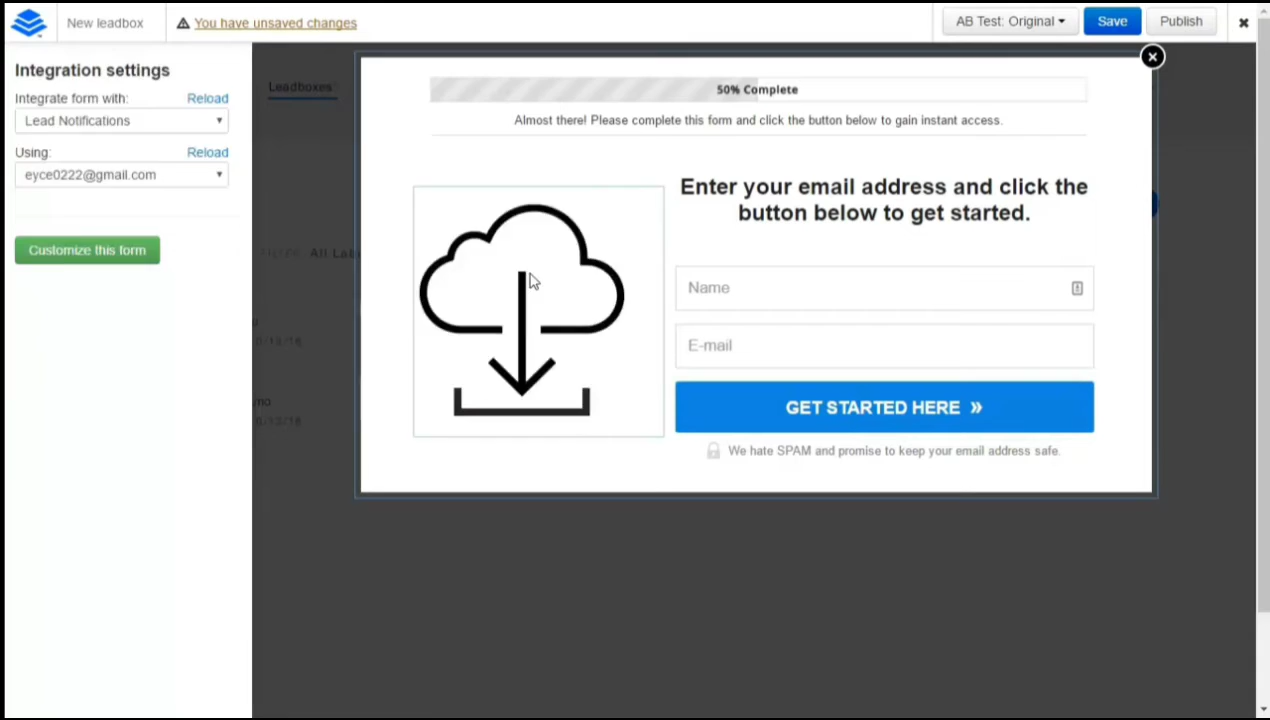 New leadbox
You have unsaved changes
AB Test: Original
Save
Publish
Integration settings
Integrate form with:
Reload
Lead Notifications
Using:
Reload
eyce0222@gmail.com
Customize this form
Leadboxes
50% Complete
Almost there! Please complete this form and click the button below to gain instant access.
Enter your email address and click the
button below to get started.
Name
E-mail
GET STARTED HERE »
We hate SPAM and promise to keep your email address safe.